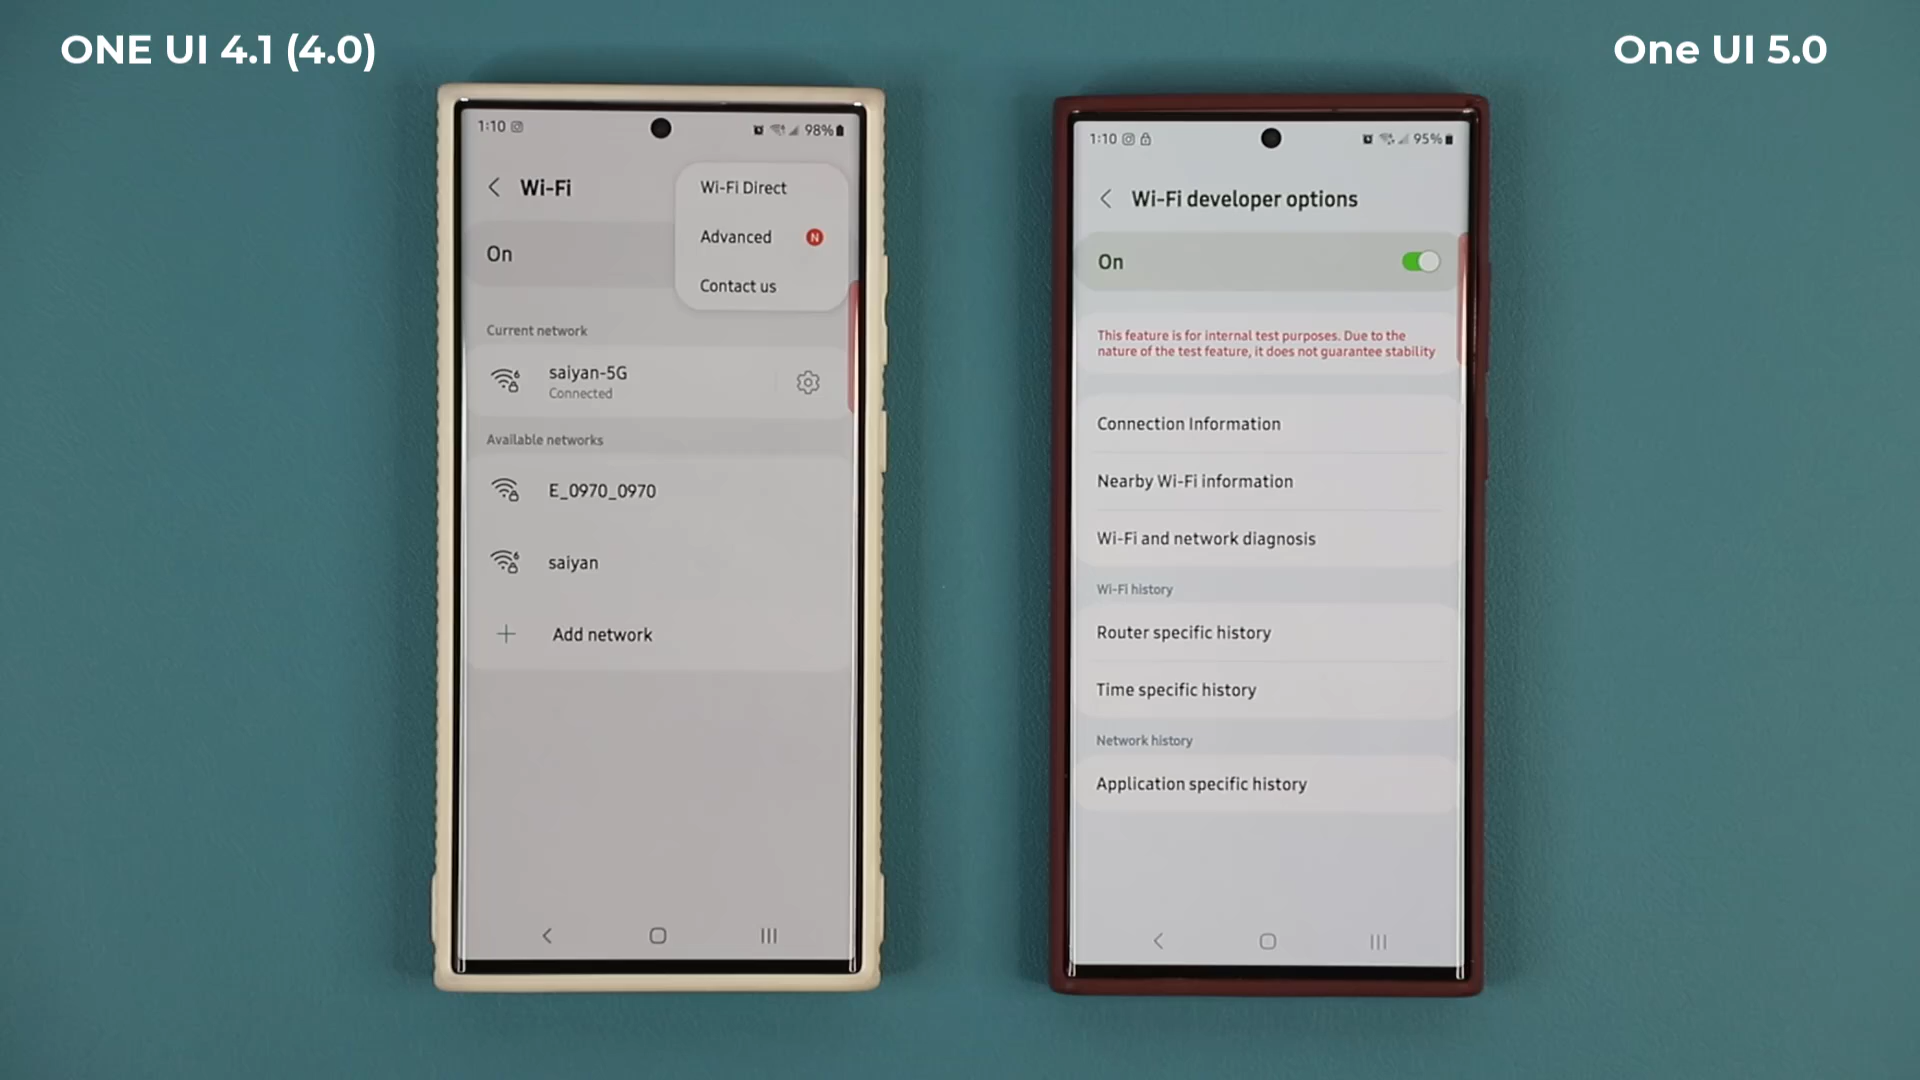 ONE UI 4.1 (4.0)
One UI 5.0
1:10
98%
Wi-Fi
Wi-Fi Direct
Advanced N
Contact us
On
Current network
saiyan-5G
Connected
Available networks
E_0970_0970
saiyan
Add network
1:10
95%
Wi-Fi developer options
On
This feature is for internal test purposes. Due to the
nature of the test feature, it does not guarantee stability
Connection Information
Nearby Wi-Fi information
Wi-Fi and network diagnosis
Wi-Fi history
Router specific history
Time specific history
Network history
Application specific history